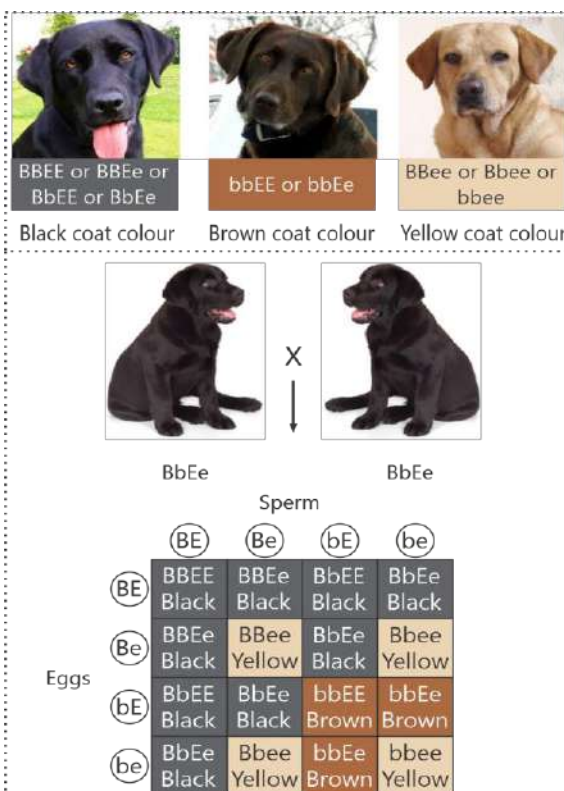 BBEE or BBEe or
BbEE or BbEe
bbEE or bbEe
BBee or Bbee or
bbee
Black coat colour
Brown coat colour
Yellow coat colour
X
BbEe
BbEe
Sperm
BE Be bE be
BE
BBEE BBEe BbEE BbEe
Black Black Black Black
Be
BBEe BBee BbEe Bbee
Black Yellow Black Yellow
Eggs
bE
BbEE BbEe bbEE bbEe
Black Black Brown Brown
be
BbEe Bbee bbEe bbee
Black Yellow Brown Yellow